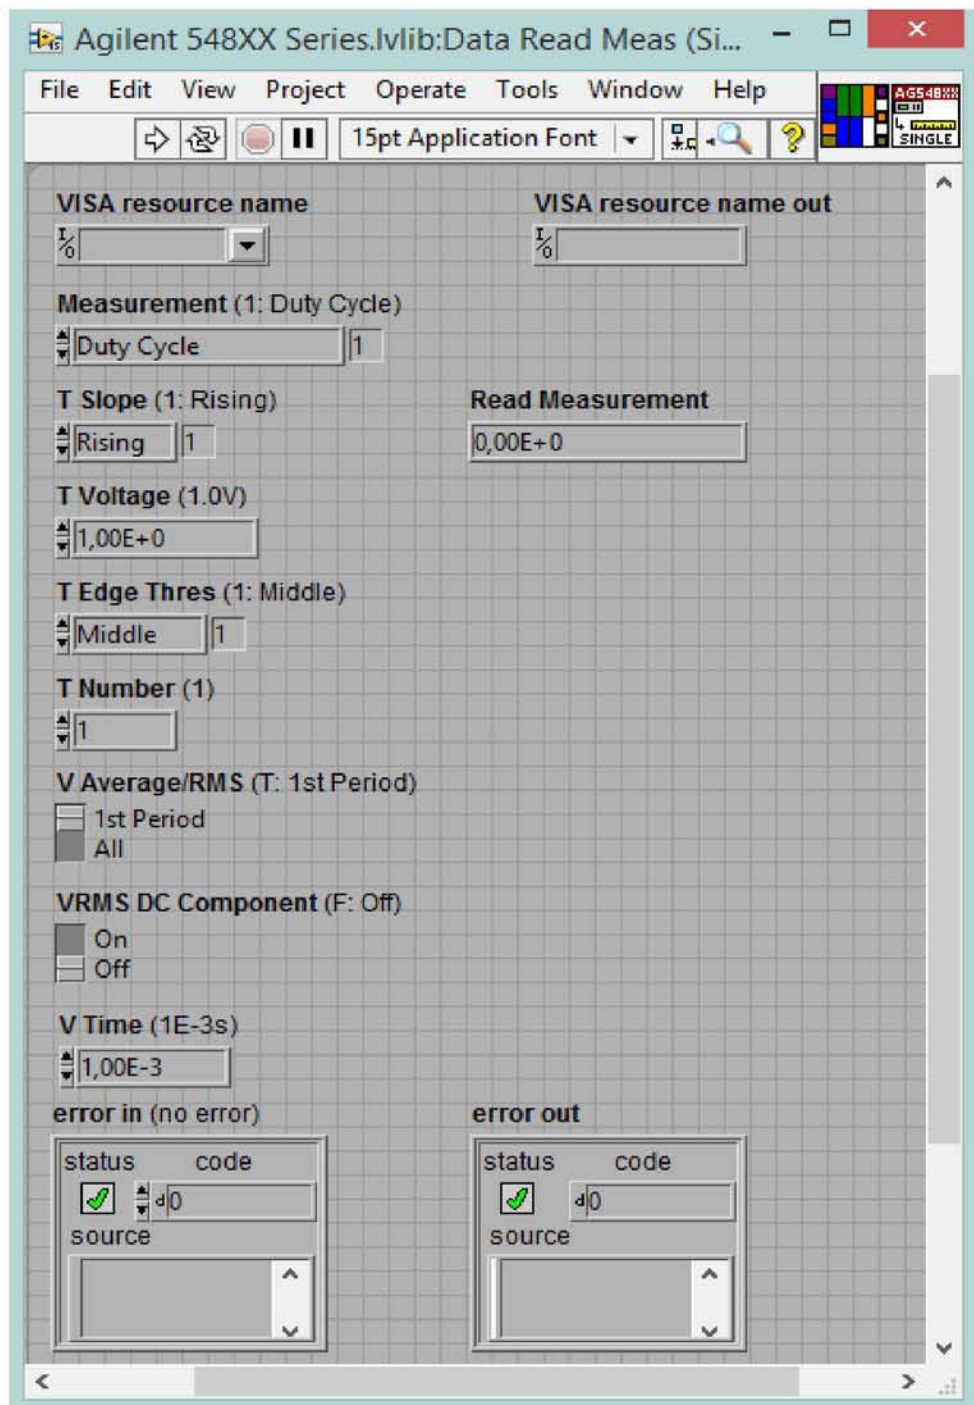 Agilent 548XX Series.lvlib:Data Read Meas (Si...
File Edit View Project Operate Tools Window Help
15pt Application Font
AG548XX
SINGLE
VISA resource name
VISA resource name out
Measurement (1: Duty Cycle)
Duty Cycle 1
T Slope (1: Rising)
Rising 1
Read Measurement
0,00E+0
T Voltage (1.0V)
1,00E+0
T Edge Thres (1: Middle)
Middle 1
T Number (1)
1
V Average/RMS (T: 1st Period)
1st Period
All
VRMS DC Component (F: Off)
On
Off
V Time (1E-3s)
1,00E-3
error in (no error)
status code
d 0
source
error out
status code
d 0
source